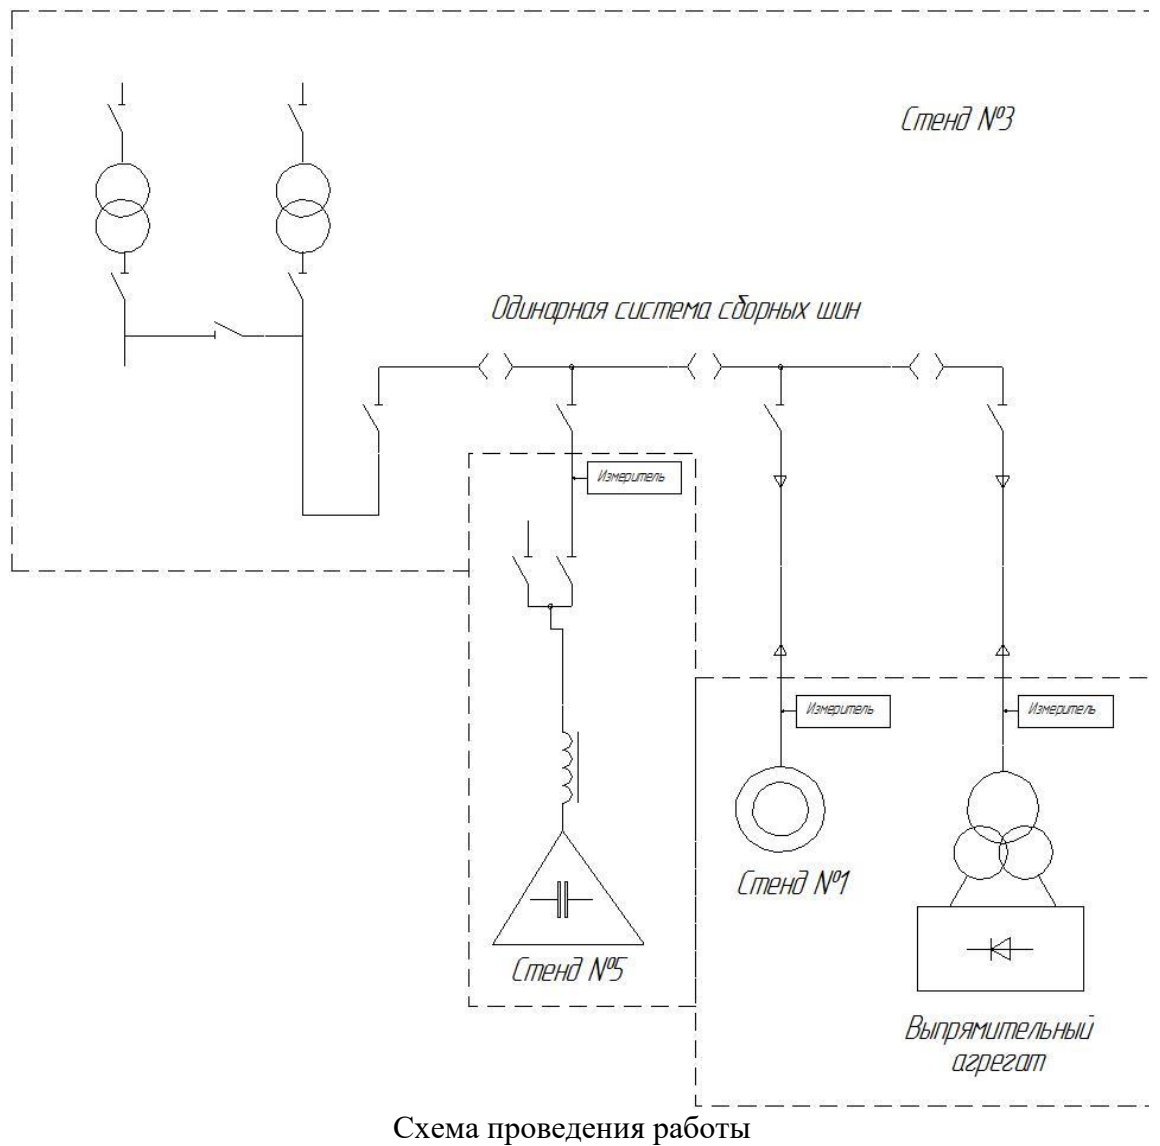 Стенд №3
Одинарная система сборных шин
Измеритель
Измеритель
Измеритель
Стенд №1
Стенд №5
Выпрямительный
агрегат
Схема проведения работы